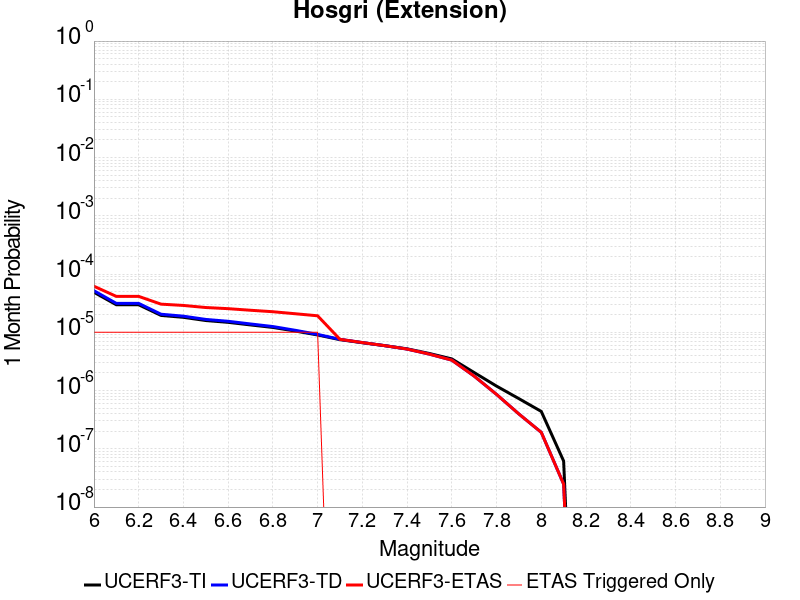 Hosgri (Extension)
10 0
10 -1
10 -2
10 -3
10 -4
10 -5
10 -6
10 -7
10 -8
1 Month Probability
6 6.2 6.4 6.6 6.8 7 7.2 7.4 7.6 7.8 8 8.2 8.4 8.6 8.8 9
Magnitude
UCERF3-TI UCERF3-TD UCERF3-ETAS ETAS Triggered Only